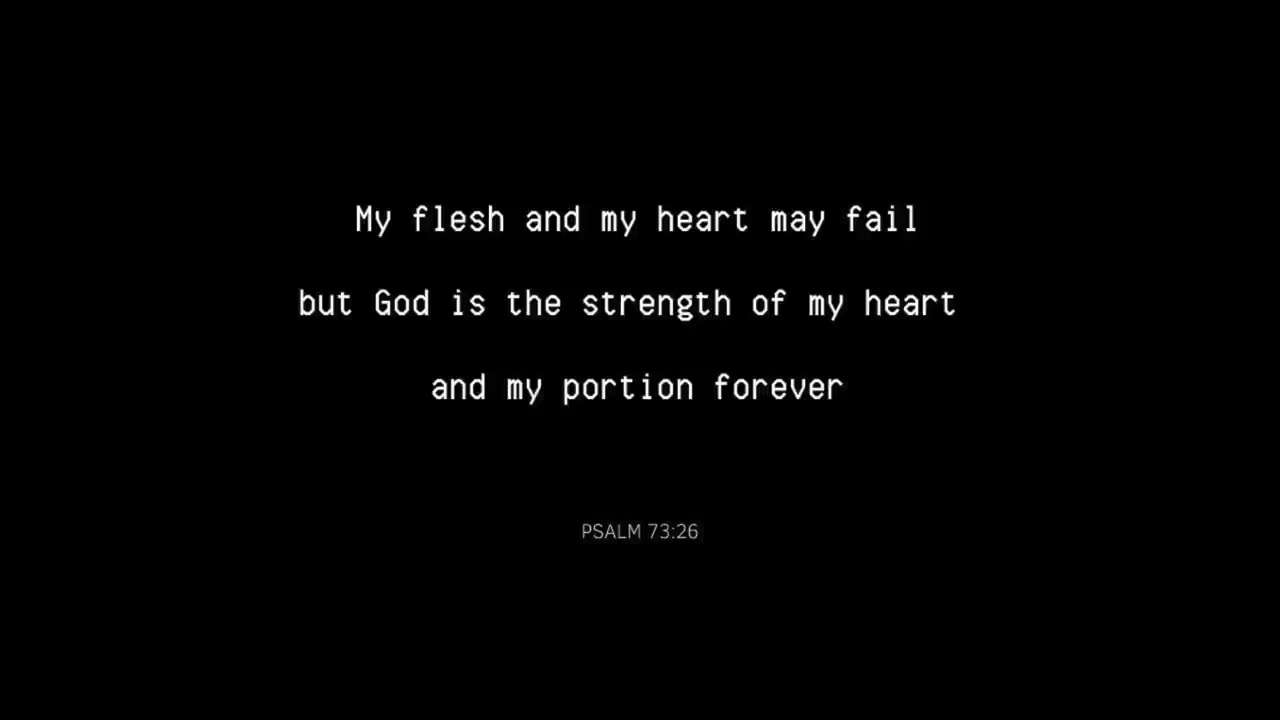 My flesh and my heart may fail
but God is the strength of my heart
and my portion forever
PSALM 73:26